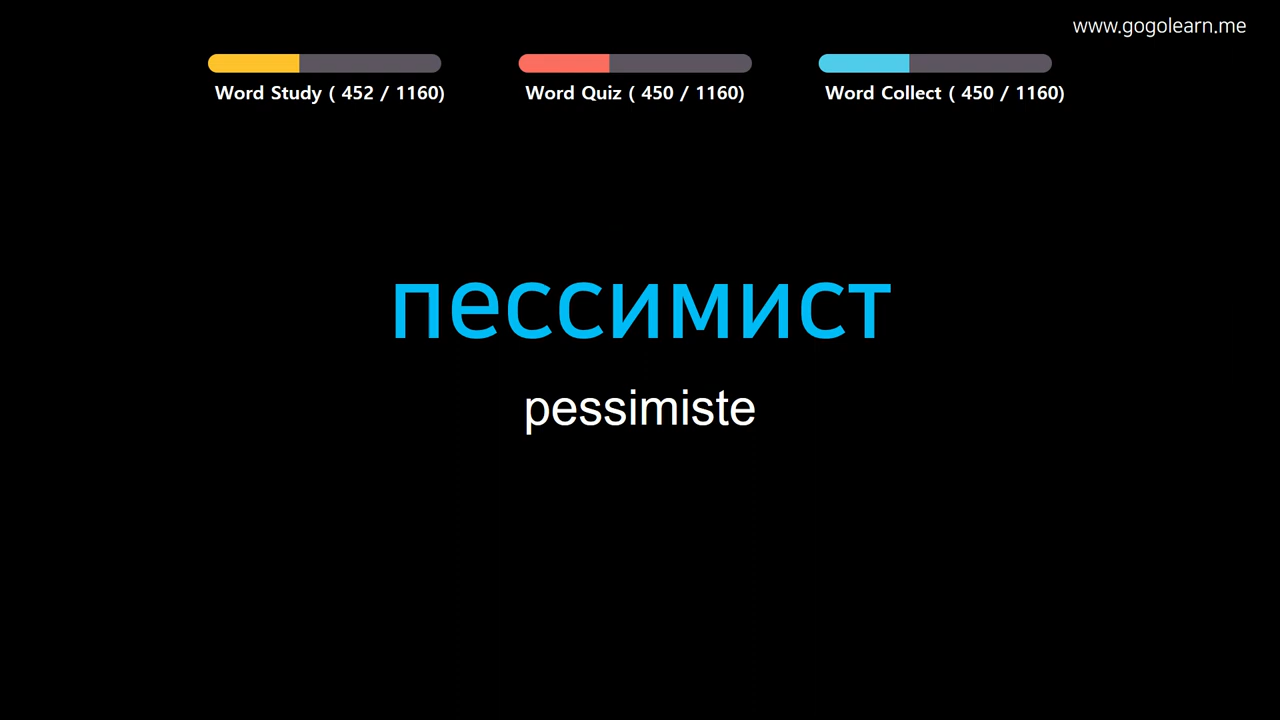 www.gogolearn.me
Word Study ( 452 / 1160)
Word Quiz ( 450 / 1160)
Word Collect ( 450 / 1160)
пессимист
pessimiste